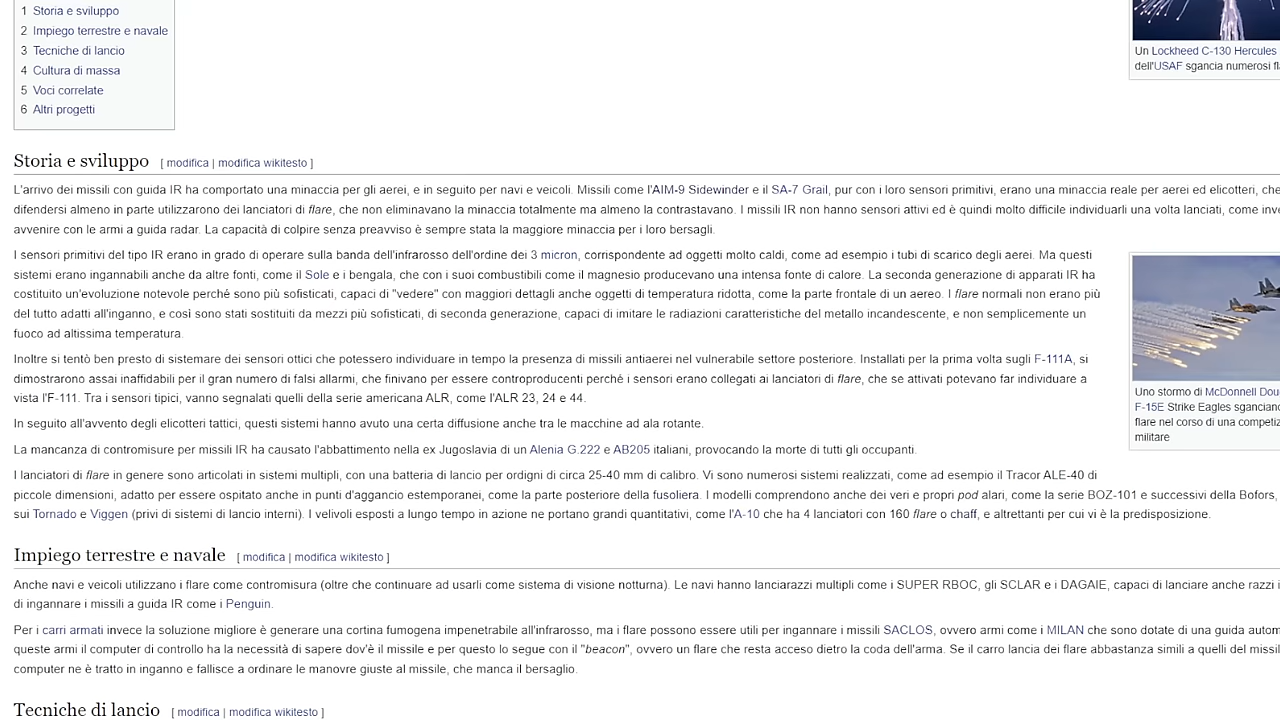 1 Storia e sviluppo
2 Impiego terrestre e navale
3 Tecniche di lancio
4 Cultura di massa
5 Voci correlate
6 Altri progetti
Un Lockheed C-130 Hercules
dell'USAF sgancia numerosi
Storia e sviluppo [ modifica | modifica wikitesto ]
L'arrivo dei missili con guida IR ha comportato una minaccia per gli aerei, e in seguito per navi e veicoli. Missili come l'AIM-9 Sidewinder e il SA-7 Grail, pur con i loro sensori primitivi, erano una minaccia reale per aerei ed elicotteri, che
difendersi almeno in parte utilizzarono dei lanciatori di flare, che non eliminavano la minaccia totalmente ma almeno la contrastavano. I missili IR non hanno sensori attivi ed è quindi molto difficile individuarli una volta lanciati, come
avvenire con le armi a guida radar. La capacità di colpire senza preavviso è sempre stata la maggiore minaccia per i loro bersagli.
I sensori primitivi del tipo IR erano in grado di operare sulla banda dell'infrarosso dell'ordine dei 3 micron, corrispondente ad oggetti molto caldi, come ad esempio i tubi di scarico degli aerei. Ma questi
sistemi erano ingannabili anche da altre fonti, come il Sole e i bengala, che con i suoi combustibili come il magnesio producevano una intensa fonte di calore. La seconda generazione di apparati IR ha
costituito un'evoluzione notevole perché sono più sofisticati, capaci di "vedere" con maggiori dettagli anche oggetti di temperatura ridotta, come la parte frontale di un aereo. I flare normali non erano più
del tutto adatti all'inganno, e così sono stati sostituiti da mezzi più sofisticati, di seconda generazione, capaci di imitare le radiazioni caratteristiche del metallo incandescente, e non semplicemente un
fuoco ad altissima temperatura.
Inoltre si tentò ben presto di sistemare dei sensori ottici che potessero individuare in tempo la presenza di missili antiaerei nel vulnerabile settore posteriore. Installati per la prima volta sugli F-111A, si
dimostrarono assai inaffidabili per il gran numero di falsi allarmi, che finivano per essere controproducenti perchè i sensori erano collegati ai lanciatori di flare, che se attivati potevano far individuare a
vista l'F-111. Tra i sensori tipici, vanno segnalati quelli della serie americana ALR, come l'ALR 23, 24 e 44.
In seguito all'avvento degli elicotteri tattici, questi sistemi hanno avuto una certa diffusione anche tra le macchine ad ala rotante.
La mancanza di contromisure per missili IR ha causato l'abbattimento nella ex Jugoslavia di un Alenia G.222 e AB205 italiani, provocando la morte di tutti gli occupanti.
I lanciatori di flare in genere sono articolati in sistemi multipli, con una batteria di lancio per ordigni di circa 25-40 mm di calibro. Vi sono numerosi sistemi realizzati, come ad esempio il Tracor ALE-40 di
piccole dimensioni, adatto per essere ospitato anche in punti d'aggancio estemporanei, come la parte posteriore della fusoliera. I modelli comprendono anche dei veri e propri pod alari, come la serie BOZ-101 e successivi della Bofors,
sui Tornado e Viggen (privi di sistemi di lancio interni). I velivoli esposti a lungo tempo in azione ne portano grandi quantitativi, come l'A-10 che ha 4 lanciatori con 160 flare o chaff, e altrettanti per cui vi è la predisposizione.
Uno stormo di McDonnell
F-15E Strike Eagles
flare nel corso di una
militare
Impiego terrestre e navale [ modifica | modifica wikitesto ]
Anche navi e veicoli utilizzano i flare come contromisura (oltre che continuare ad usarli come sistema di visione notturna). Le navi hanno lanciarazzi multipli come i SUPER RBOC, gli SCLAR e i DAGAIE, capaci di lanciare anche razzi
di ingannare i missili a guida IR come i Penguin.
Per i carri armati invece la soluzione migliore è generare una cortina fumogena impenetrabile all'infrarosso, ma i flare possono essere utili per ingannare i missili SACLOS, ovvero armi come i MILAN che sono dotate di una guida
queste armi il computer di controllo ha la necessità di sapere dov'è il missile e per questo lo segue con il "beacon", ovvero un flare che resta acceso dietro la coda dell'arma. Se il carro lancia dei flare abbastanza simili a quelli del
computer ne è tratto in inganno e fallisce a ordinare le manovre giuste al missile, che manca il bersaglio.
Tecniche di lancio [ modifica | modifica wikitesto ]